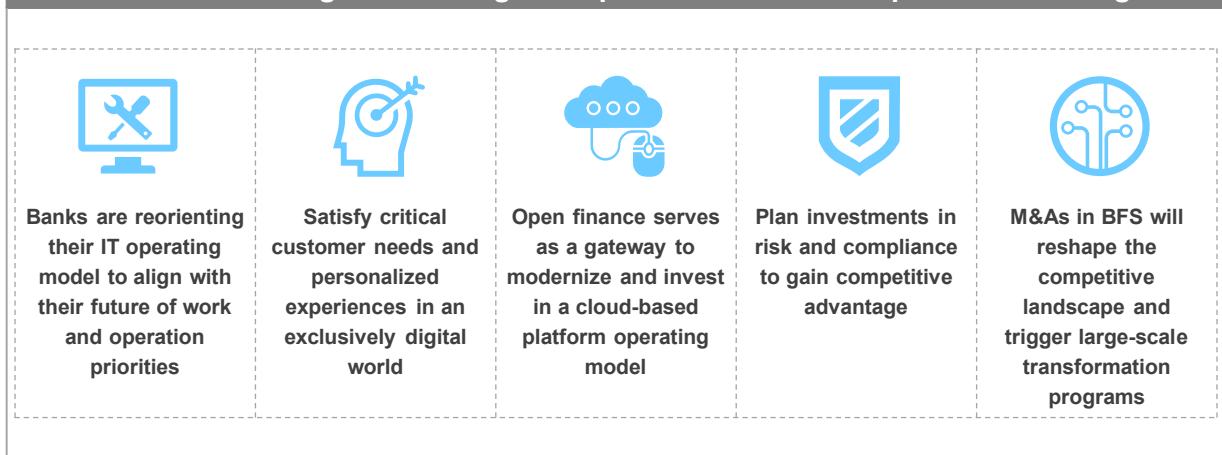 Banks are reorienting
their IT operating
model to align with
their future of work
and operation
priorities
Satisfy critical
customer needs and
personalized
experiences in an
exclusively digital
world
Open finance serves
as a gateway to
modernize and invest
in a cloud-based
platform operating
model
Plan investments in
risk and compliance
to gain competitive
advantage
M&As in BFS will
reshape the
competitive
landscape and
trigger large-scale
transformation
programs